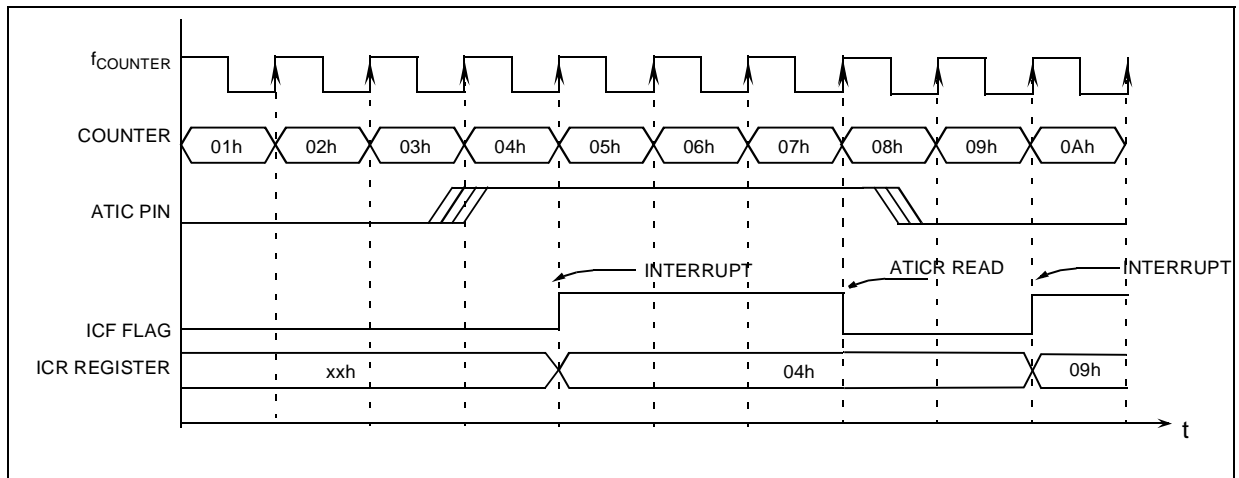 fCOUNTER
COUNTER 01h 02h 03h 04h 05h 06h 07h 08h 09h 0Ah
ATIC PIN
INTERRUPT ATICR READ INTERRUPT
ICF FLAG
ICR REGISTER xxh 04h 09h
t